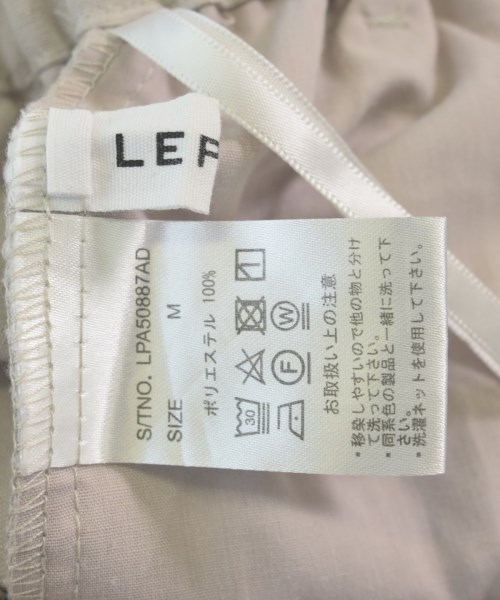 LEP
S/TNO. LPA50887AD
SIZE M
ポリエステル 100%
30
F W
お取扱い上の注意
・移染しやすいので他の物と分け
て洗って下さい。
・同系色の製品と一緒に洗って下
さい。
・洗濯ネットを使用して下さい。